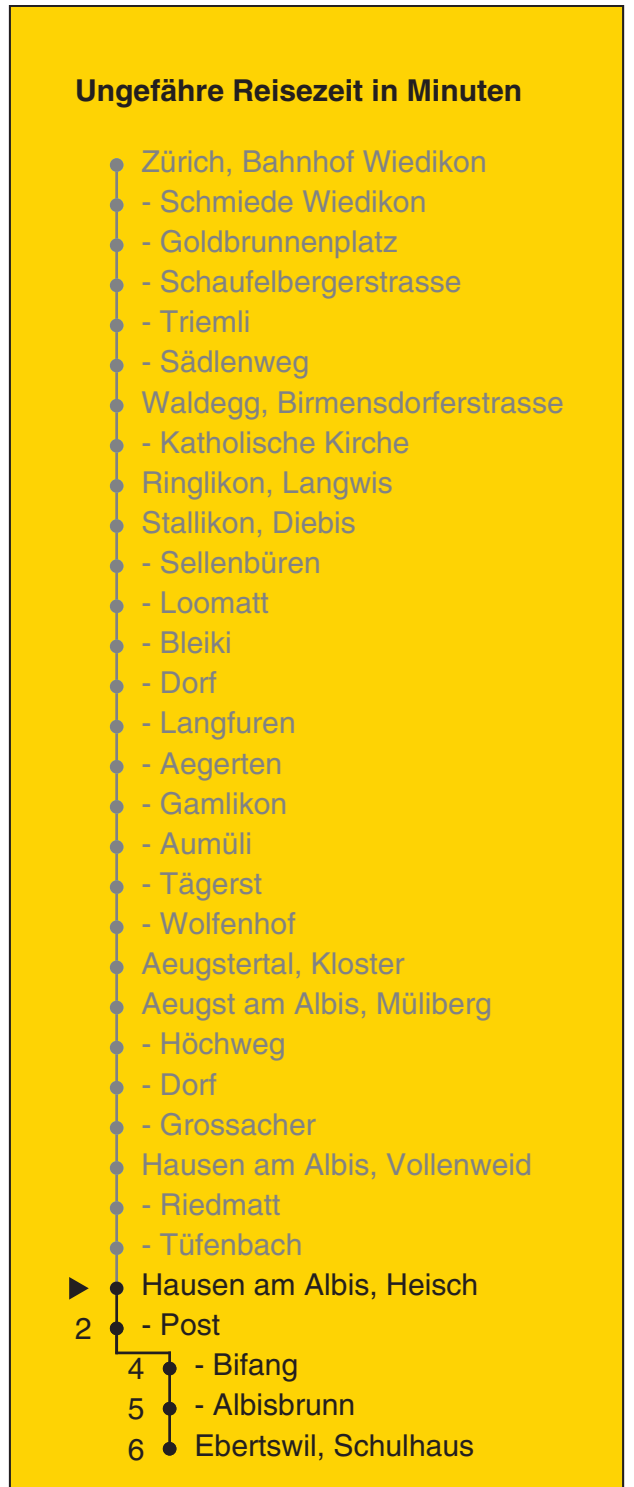 Ungefähre Reisezeit in Minuten
Zürich, Bahnhof Wiedikon
- Schmiede Wiedikon
- Goldbrunnenplatz
- Schaufelbergerstrasse
- Triemli
- Sädlenweg
Waldegg, Birmensdorferstrasse
- Katholische Kirche
Ringlikon, Langwis
Stallikon, Diebis
- Sellenbüren
- Loomatt
- Bleiki
- Dorf
- Langfuren
- Aegerten
- Gamlikon
- Aumüli
- Tägerst
- Wolfenhof
Aeugstertal, Kloster
Aeugst am Albis, Müliberg
- Höchweg
- Dorf
- Grossacher
Hausen am Albis, Vollenweid
- Riedmatt
- Tüfenbach
Hausen am Albis, Heisch
2 - Post
4 - Bifang
5 - Albisbrunn
6 Ebertswil, Schulhaus